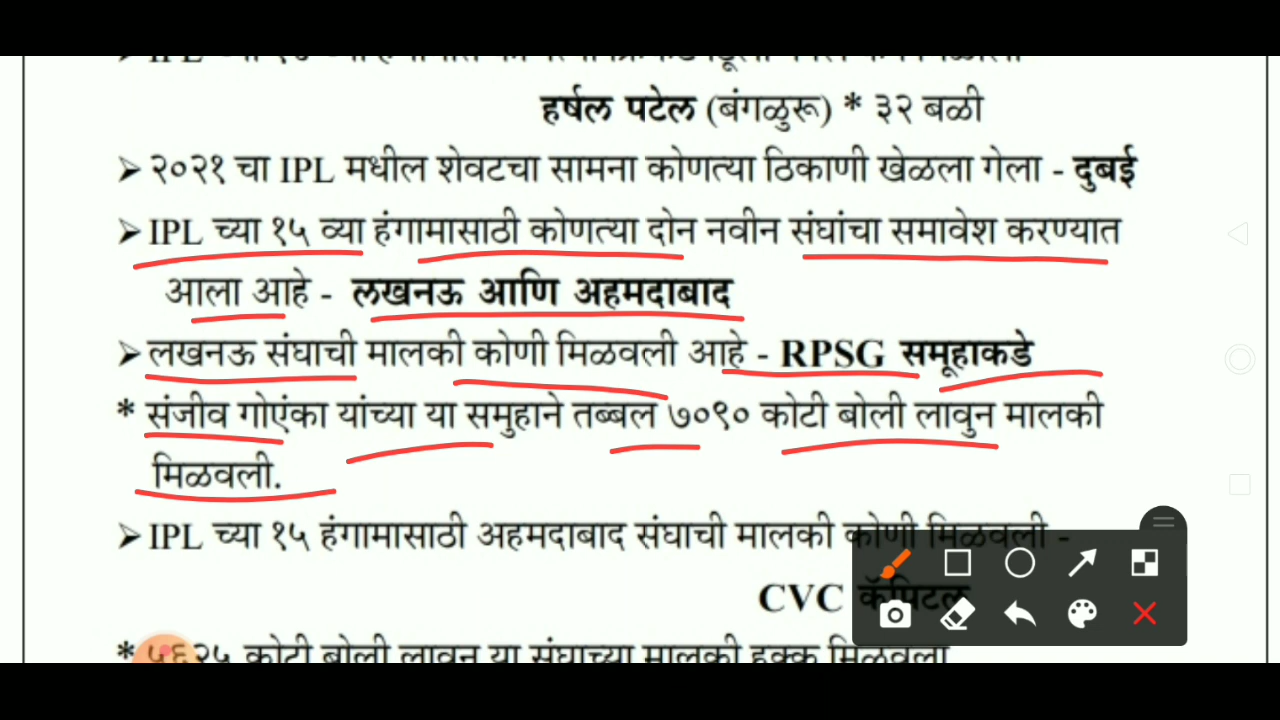 हर्षल पटेल (बंगळुरू) * ३२ बळी
➢ २०२१ चा IPL मधील शेवटचा सामना कोणत्या ठिकाणी खेळला गेला - दुबई
➢ IPL च्या १५ व्या हंगामासाठी कोणत्या दोन नवीन संघांचा समावेश करण्यात
आला आहे - लखनऊ आणि अहमदाबाद
➢ लखनऊ संघाची मालकी कोणी मिळवली आहे - RPSG समूहाकडे
* संजीव गोएंका यांच्या या समुहाने तब्बल ७०९० कोटी बोली लावुन मालकी
मिळवली.
➢ IPL च्या १५ हंगामासाठी अहमदाबाद संघाची मालकी कोणी मिळवली -
CVC कॅपिटल
* ५६२५ कोटी बोली लावून या संघाच्या मालकी हक्क मिळवला